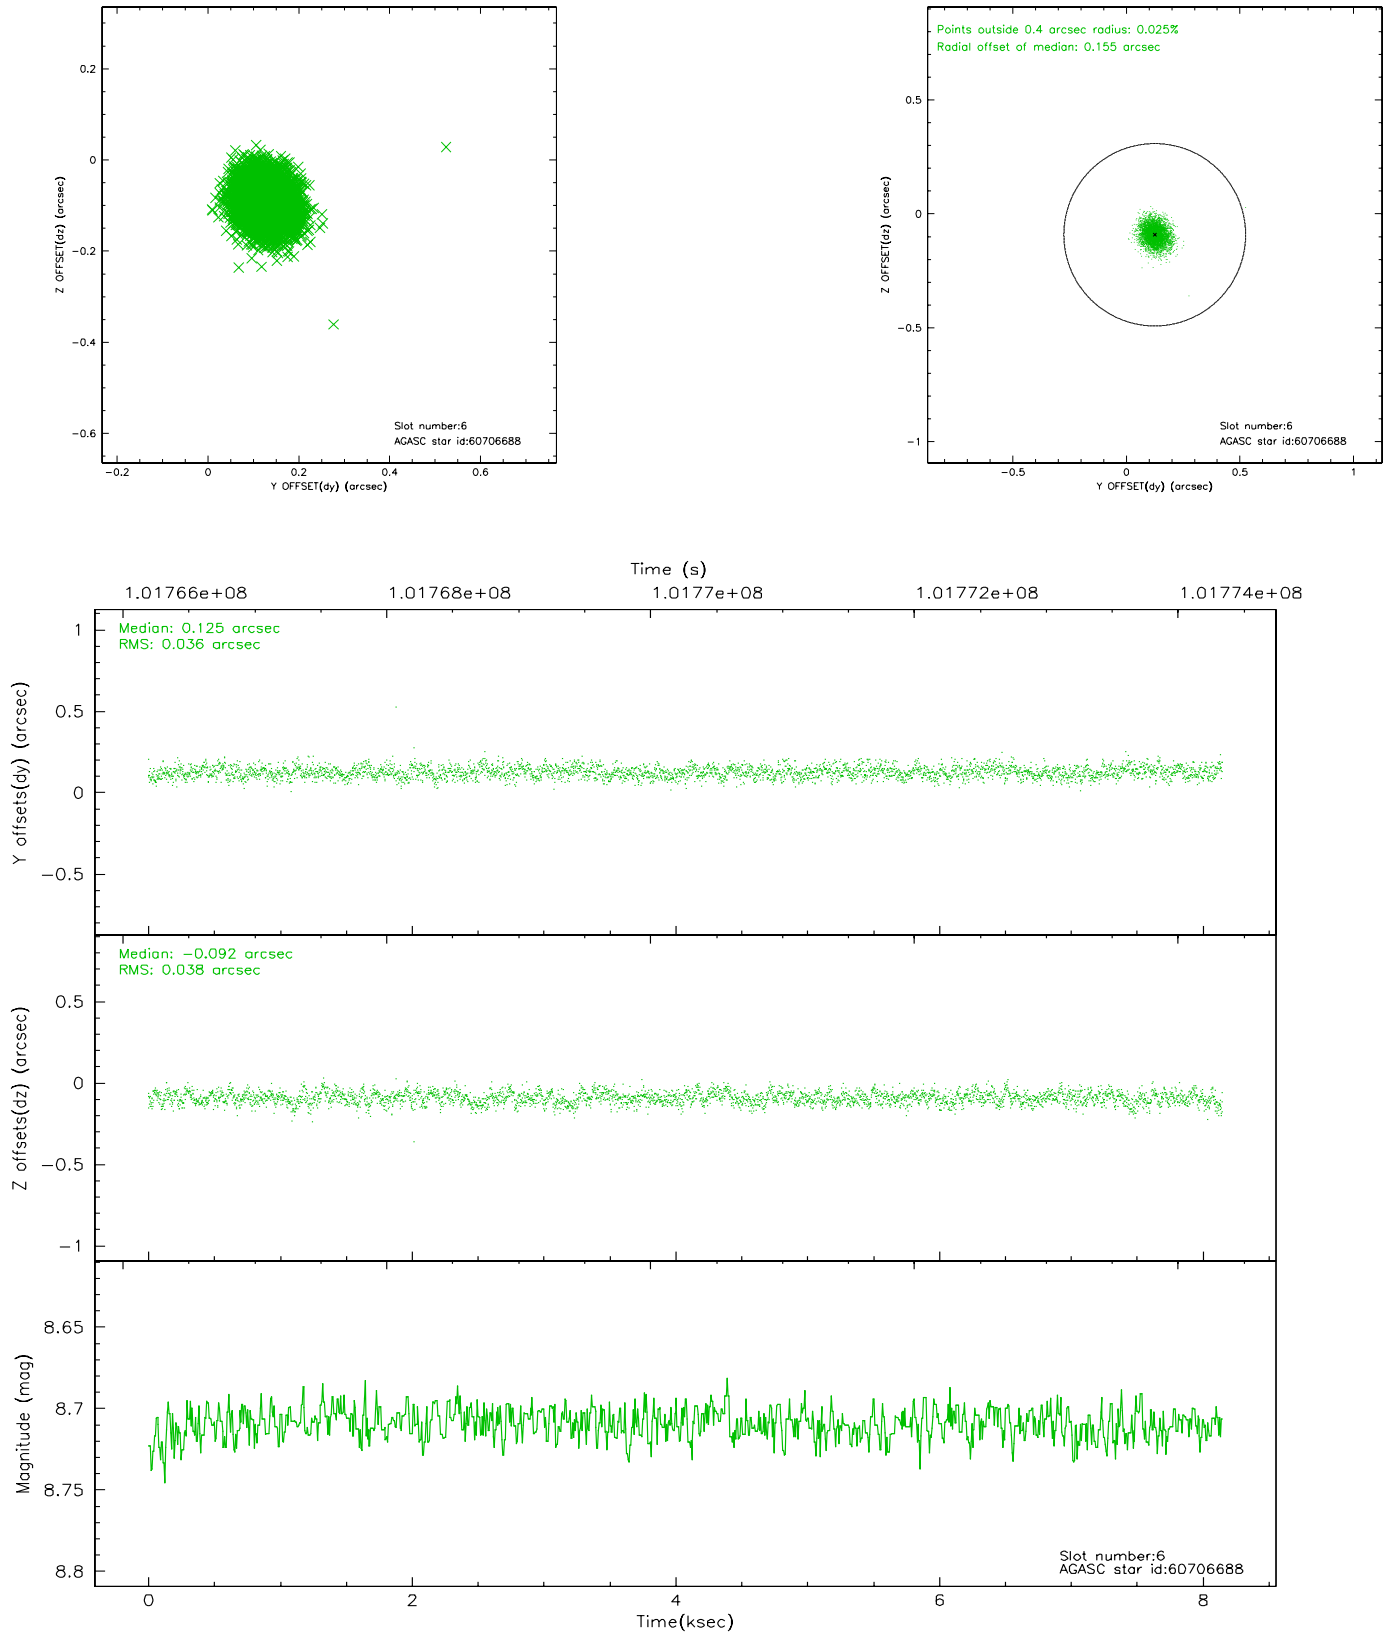 0.2
0
−0.2
−0.4
−0.6
Z OFFSET(dz) (arcsec)
Slot number:6
AGASC star id:60706688
−0.2 0 0.2 0.4 0.6
Y OFFSET(dy) (arcsec)
Points outside 0.4 arcsec radius: 0.025%
Radial offset of median: 0.155 arcsec
0.5
0
−0.5
−1
Z OFFSET(dz) (arcsec)
Slot number:6
AGASC star id:60706688
−0.5 0 0.5 1
Y OFFSET(dy) (arcsec)
Time (s)
1.01766e+08 1.01768e+08 1.0177e+08 1.01772e+08 1.01774e+08
Median: 0.125 arcsec
RMS: 0.036 arcsec
1
0.5
0
−0.5
Y offsets(dy) (arcsec)
Median: −0.092 arcsec
RMS: 0.038 arcsec
0.5
0
−0.5
−1
Z offsets(dz) (arcsec)
8.65
8.7
8.75
8.8
Magnitude (mag)
Slot number:6
AGASC star id:60706688
0 2 4 6 8
Time(ksec)